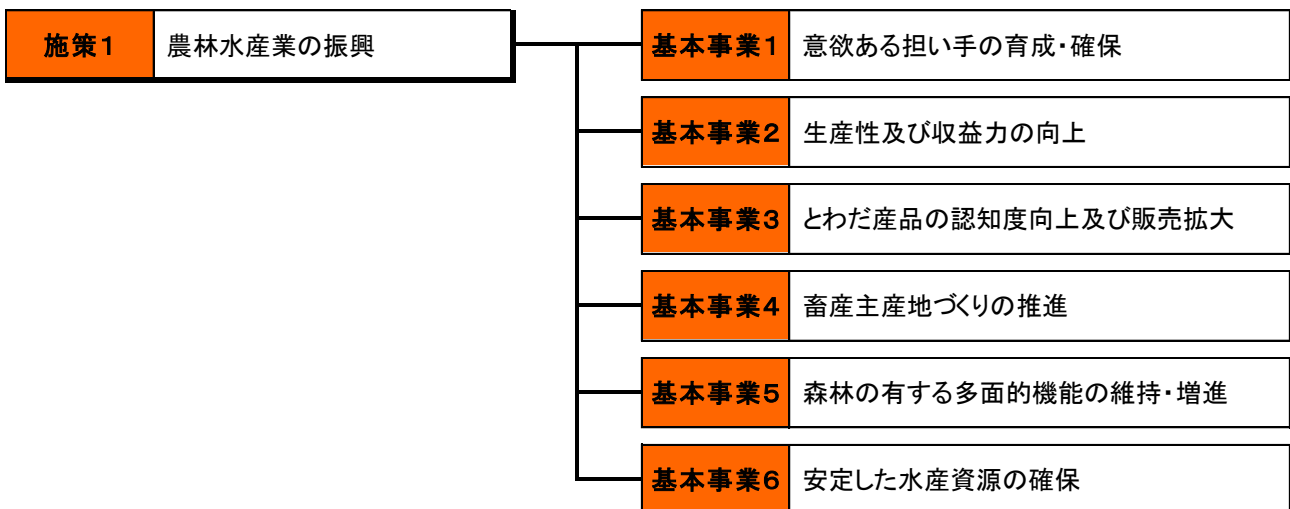 施策1 農林水産業の振興
基本事業1 意欲ある担い手の育成・確保
基本事業2 生産性及び収益力の向上
基本事業3 とわだ産品の認知度向上及び販売拡大
基本事業4 畜産主産地づくりの推進
基本事業5 森林の有する多面的機能の維持・増進
基本事業6 安定した水産資源の確保